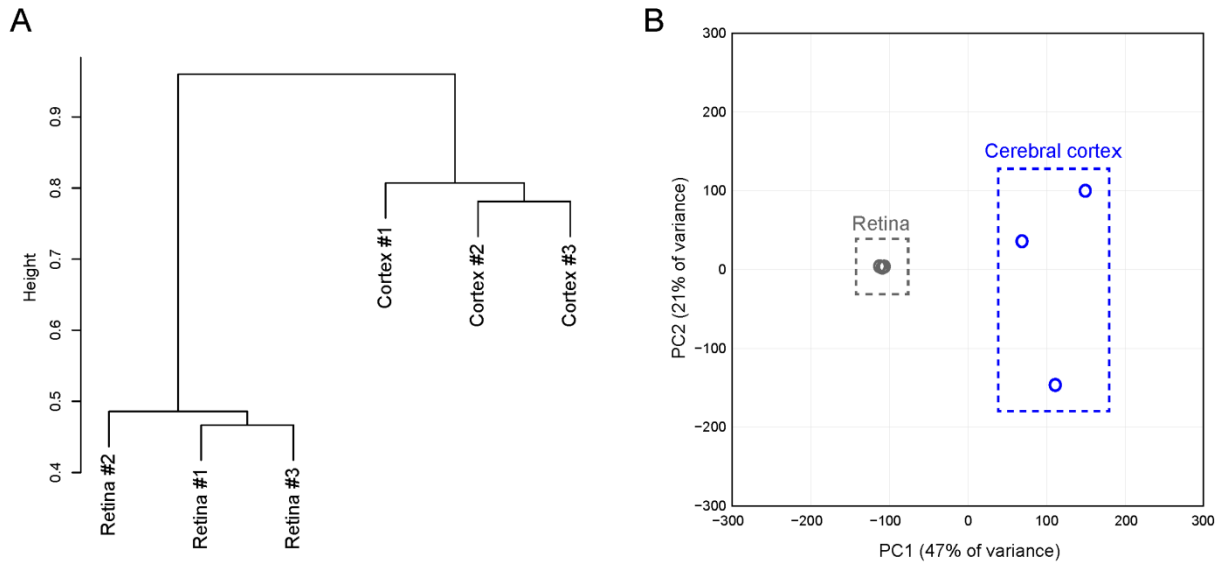 A
Height
0.9
0.8
0.7
0.6
0.5
0.4
Retina #2
Retina #1
Retina #3
Cortex #1
Cortex #2
Cortex #3
B
PC2 (21% of variance)
300
200
100
0
−100
−200
−300
Retina
Cerebral cortex
−300
−200
−100
0
100
200
300
PC1 (47% of variance)